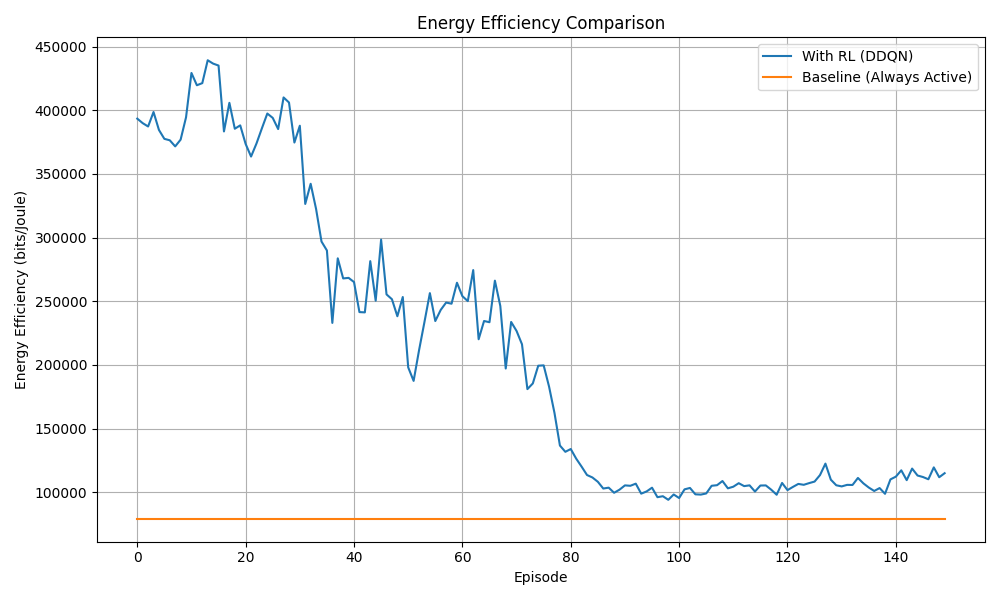 Energy Efficiency Comparison
With RL (DDQN)
Baseline (Always Active)
Energy Efficiency (bits/Joule)
450000
400000
350000
300000
250000
200000
150000
100000
0 20 40 60 80 100 120 140
Episode